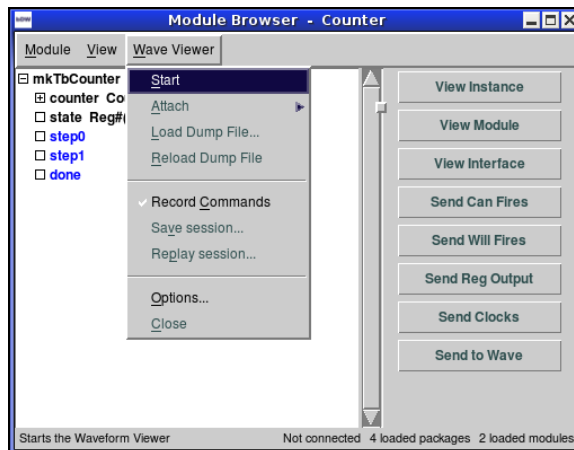 Module Browser - Counter
Module View Wave Viewer
mkTbCounter
counter Co
state Reg#(
step0
step1
done
Start
Attach
Load Dump File...
Reload Dump File
Record Commands
Save session...
Replay session...
Options...
Close
View Instance
View Module
View Interface
Send Can Fires
Send Will Fires
Send Reg Output
Send Clocks
Send to Wave
Starts the Waveform Viewer Not connected 4 loaded packages 2 loaded modules